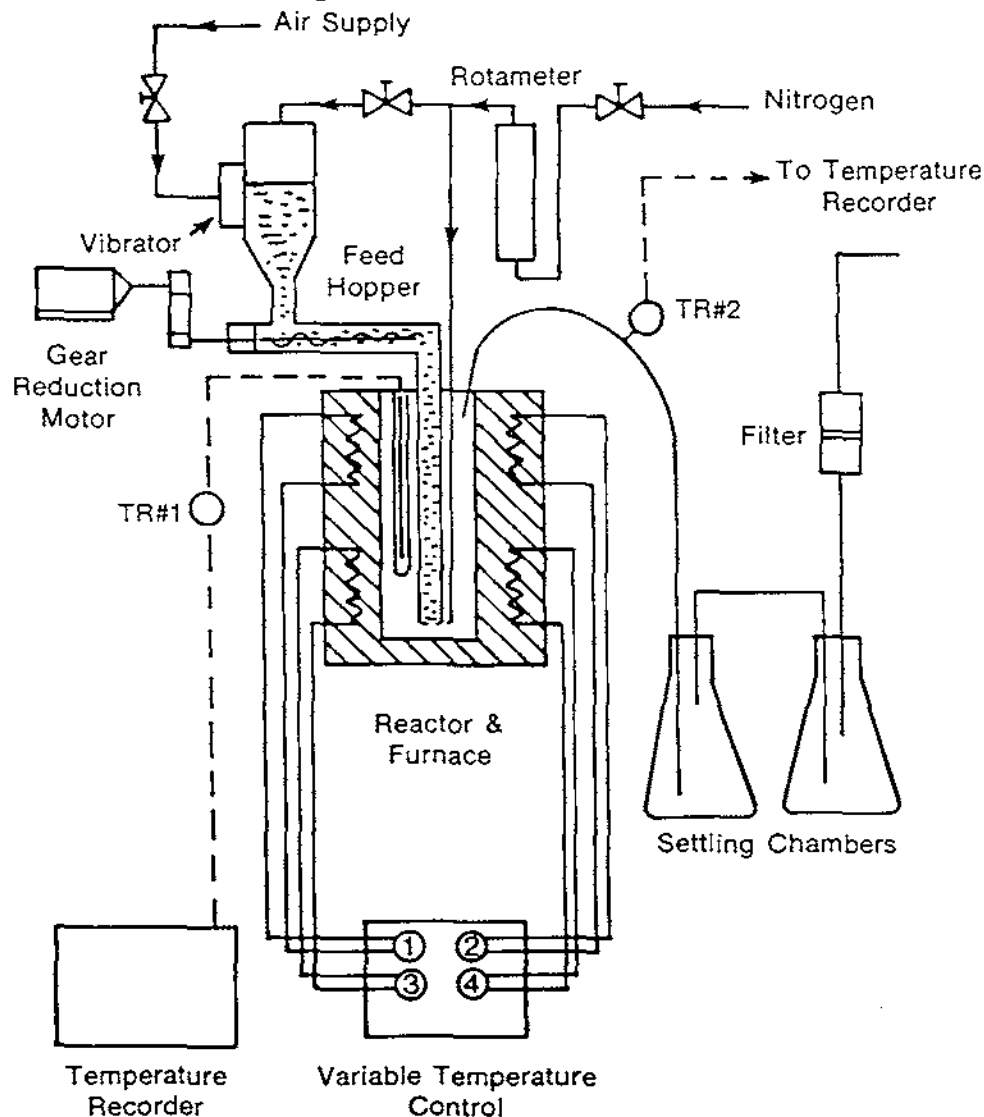 Air Supply
Rotameter
Nitrogen
To Temperature
Recorder
Vibrator
Feed
Hopper
TR#2
Gear
Reduction
Motor
Filter
TR#1
Reactor &
Furnace
Settling Chambers
1 2
3 4
Temperature
Recorder
Variable Temperature
Control